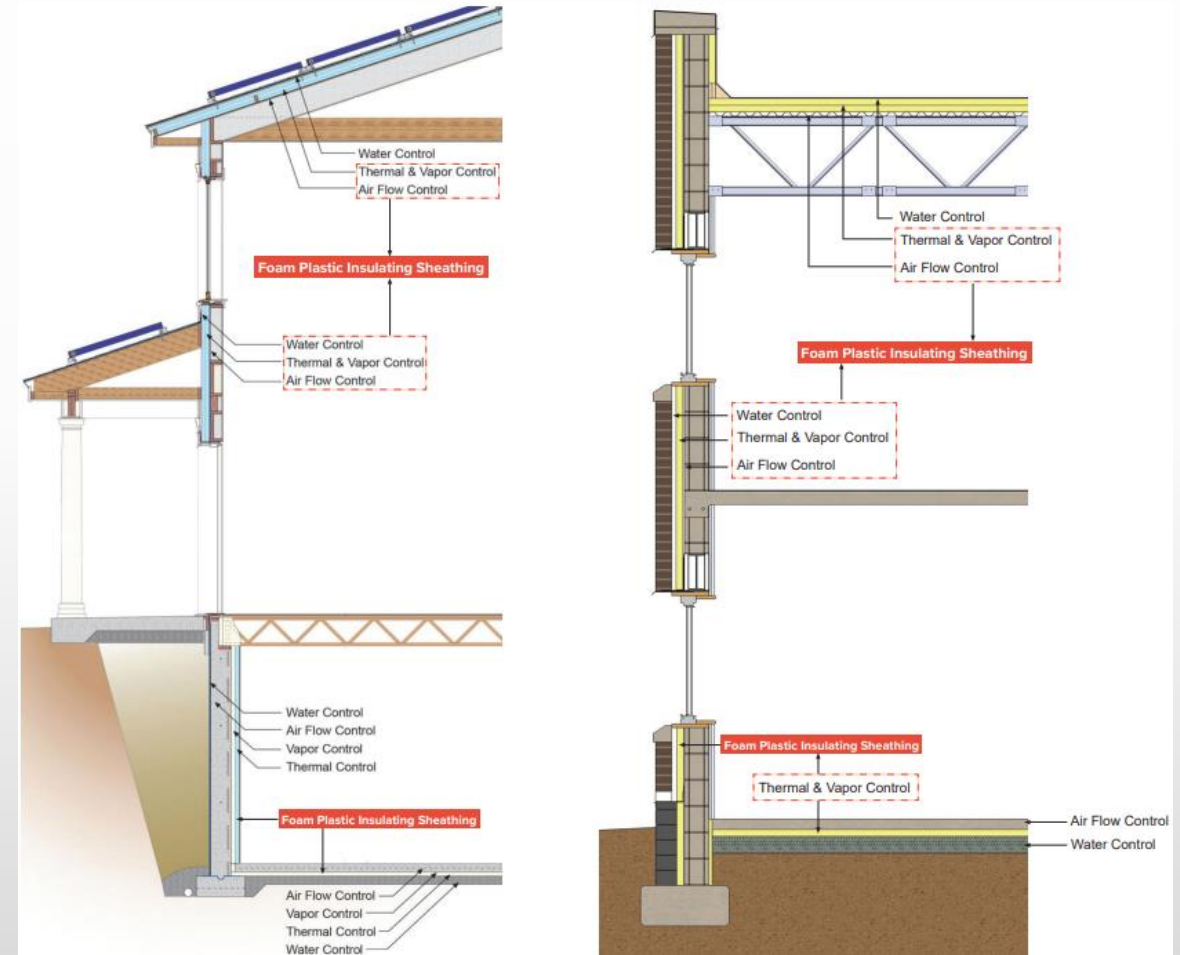 Water Control
Thermal & Vapor Control
Air Flow Control
Foam Plastic Insulating Sheathing
Water Control
Thermal & Vapor Control
Air Flow Control
Water Control
Air Flow Control
Vapor Control
Thermal Control
Foam Plastic Insulating Sheathing
Air Flow Control
Vapor Control
Thermal Control
Water Control
Water Control
Thermal & Vapor Control
Air Flow Control
Foam Plastic Insulating Sheathing
Water Control
Thermal & Vapor Control
Air Flow Control
Foam Plastic Insulating Sheathing
Thermal & Vapor Control
Air Flow Control
Water Control